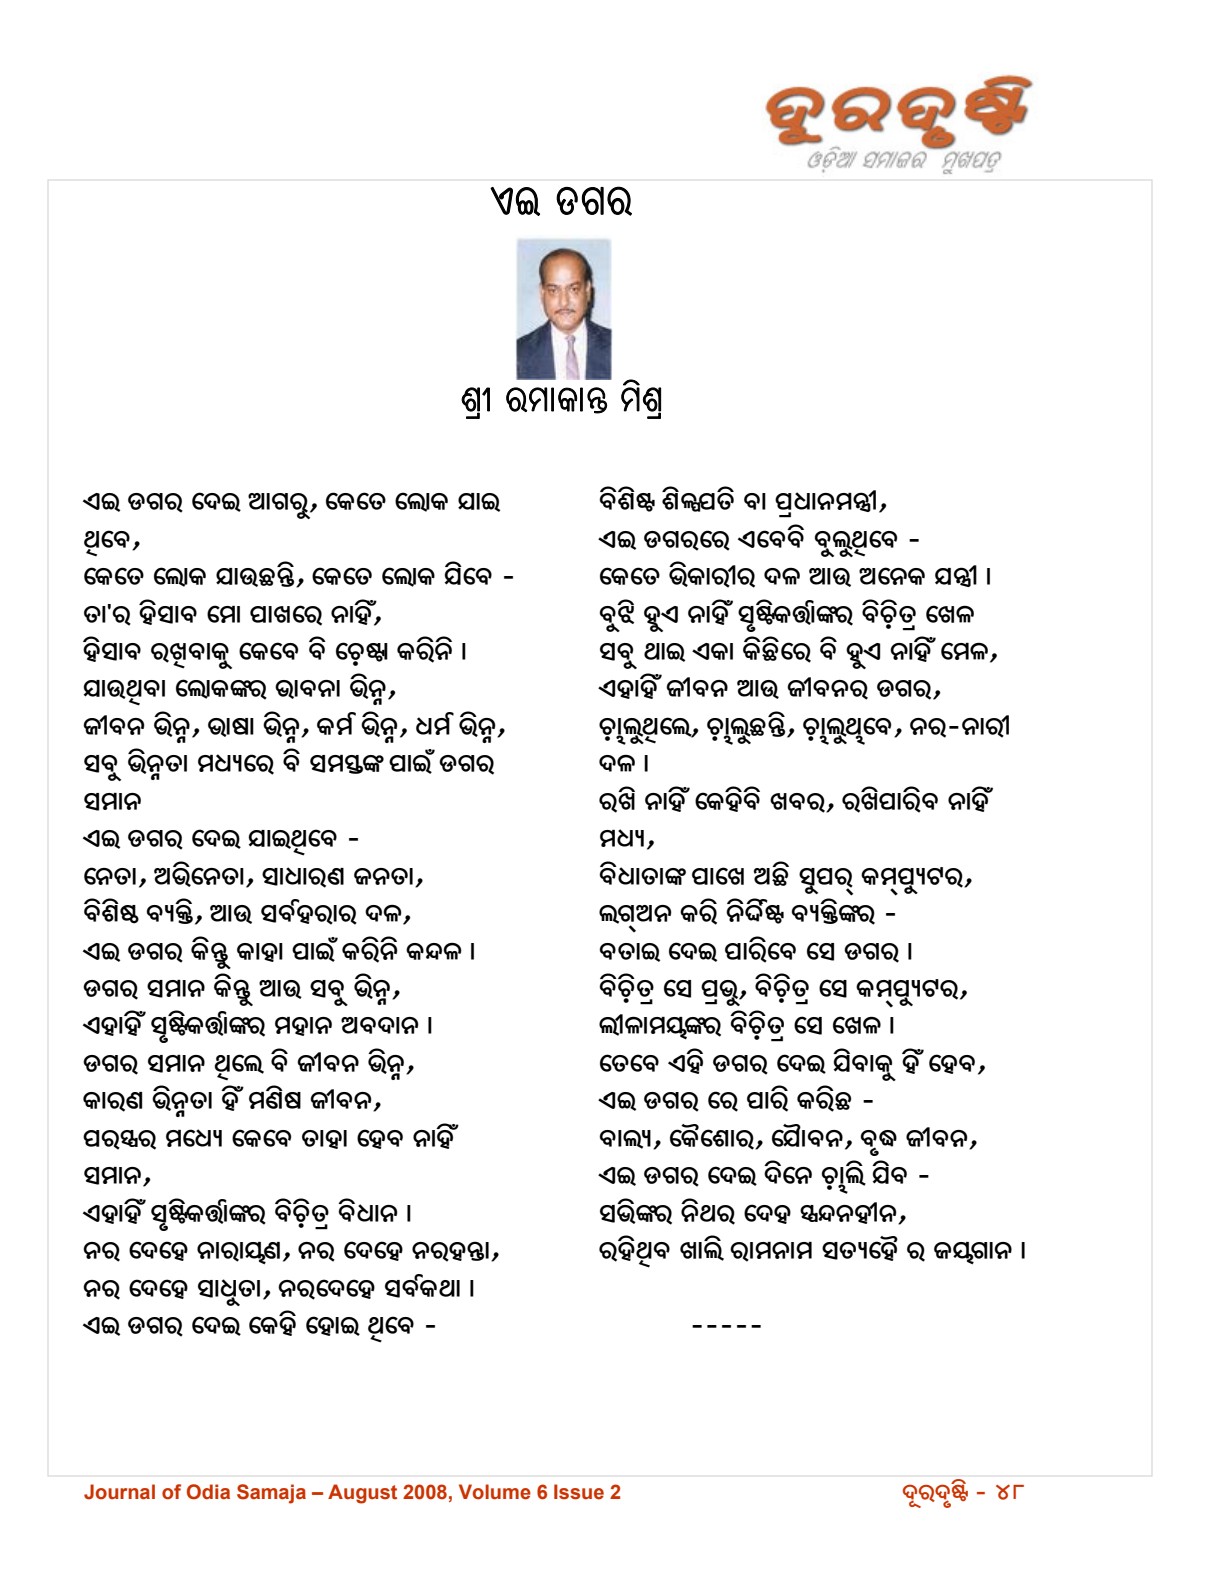 ଦୂରଦୃଷ୍ଟି
ଓଡ଼ିଆ ସମାଜର ମୁଖପତ୍ର
ଏଇ ଡଗର
ଶ୍ରୀ ରମାକାନ୍ତ ମିଶ୍ର
ଏଇ ଡଗର ଦେଇ ଆଗରୁ, କେତେ ଲୋକ ଯାଇ
ଥିବେ,
କେତେ ଲୋକ ଯାଉଛନ୍ତି, କେତେ ଲୋକ ଯିବେ -
ତା'ର ହିସାବ ମୋ ପାଖରେ ନାହିଁ,
ହିସାବ ରଖିବାକୁ କେବେ ବି ଚେଷ୍ଟା କରିନି ।
ଯାଉଥିବା ଲୋକଙ୍କର ଭାବନା ଭିନ୍ନ,
ଜୀବନ ଭିନ୍ନ, ଭାଷା ଭିନ୍ନ, କର୍ମ ଭିନ୍ନ, ଧର୍ମ ଭିନ୍ନ,
ସବୁ ଭିନ୍ନତା ମଧ୍ୟରେ ବି ସମସ୍ତଙ୍କ ପାଇଁ ଡଗର
ସମାନ
ଏଇ ଡଗର ଦେଇ ଯାଇଥିବେ -
ନେତା, ଅଭିନେତା, ସାଧାରଣ ଜନତା,
ବିଶିଷ୍ଠ ବ୍ୟକ୍ତି, ଆଉ ସର୍ବହରାର ଦଳ,
ଏଇ ଡଗର କିନ୍ତୁ କାହା ପାଇଁ କରିନି କନ୍ଦଳ ।
ଡଗର ସମାନ କିନ୍ତୁ ଆଉ ସବୁ ଭିନ୍ନ,
ଏହାହିଁ ସୃଷ୍ଟିକର୍ତ୍ତାଙ୍କର ମହାନ ଅବଦାନ ।
ଡଗର ସମାନ ଥିଲେ ବି ଜୀବନ ଭିନ୍ନ,
କାରଣ ଭିନ୍ନତା ହିଁ ମଣିଷ ଜୀବନ,
ପରସ୍ପର ମଧ୍ୟେ କେବେ ତାହା ହେବ ନାହିଁ
ସମାନ,
ଏହାହିଁ ସୃଷ୍ଟିକର୍ତ୍ତାଙ୍କର ବିଚିତ୍ର ବିଧାନ ।
ନର ଦେହେ ନାରାୟଣ, ନର ଦେହେ ନରହନ୍ତା,
ନର ଦେହେ ସାଧୁତା, ନରଦେହେ ସର୍ବକଥା ।
ଏଇ ଡଗର ଦେଇ କେହି ହୋଇ ଥିବେ -
ବିଶିଷ୍ଟ ଶିଳ୍ପପତି ବା ପ୍ରଧାନମନ୍ତ୍ରୀ,
ଏଇ ଡଗରରେ ଏବେବି ବୁଲୁଥିବେ -
କେତେ ଭିକାରୀର ଦଳ ଆଉ ଅନେକ ଯନ୍ତ୍ରୀ ।
ବୁଝି ହୁଏ ନାହିଁ ସୃଷ୍ଟିକର୍ତ୍ତାଙ୍କର ବିଚିତ୍ର ଖେଳ
ସବୁ ଥାଇ ଏକା କିଛିରେ ବି ହୁଏ ନାହିଁ ମେଳ,
ଏହାହିଁ ଜୀବନ ଆଉ ଜୀବନର ଡଗର,
ଚାଲୁଥିଲେ, ଚାଲୁଛନ୍ତି, ଚାଲୁଥିବେ, ନର-ନାରୀ
ଦଳ ।
ରଖି ନାହିଁ କେହିବି ଖବର, ରଖିପାରିବ ନାହିଁ
ମଧ୍ୟ,
ବିଧାତାଙ୍କ ପାଖେ ଅଛି ସୁପର୍ କମ୍ପ୍ୟୁଟର,
ଲଗ୍ଅନ କରି ନିର୍ଦ୍ଦିଷ୍ଟ ବ୍ୟକ୍ତିଙ୍କର -
ବତାଇ ଦେଇ ପାରିବେ ସେ ଡଗର ।
ବିଚିତ୍ର ସେ ପ୍ରଭୁ, ବିଚିତ୍ର ସେ କମ୍ପ୍ୟୁଟର,
ଲୀଳାମୟଙ୍କର ବିଚିତ୍ର ସେ ଖେଳ ।
ତେବେ ଏହି ଡଗର ଦେଇ ଯିବାକୁ ହିଁ ହେବ,
ଏଇ ଡଗର ରେ ପାରି କରିଛ -
ବାଲ୍ୟ, କୈଶୋର, ଯୌବନ, ବୃଦ୍ଧ ଜୀବନ,
ଏଇ ଡଗର ଦେଇ ଦିନେ ଚାଲି ଯିବ -
ସଭିଙ୍କର ନିଥର ଦେହ ସ୍ପନ୍ଦନହୀନ,
ରହିଥିବ ଖାଲି ରାମନାମ ସତ୍ୟହୈ ର ଜୟଗାନ ।
-----
Journal of Odia Samaja – August 2008, Volume 6 Issue 2
ଦୂରଦୃଷ୍ଟି - ୪୮